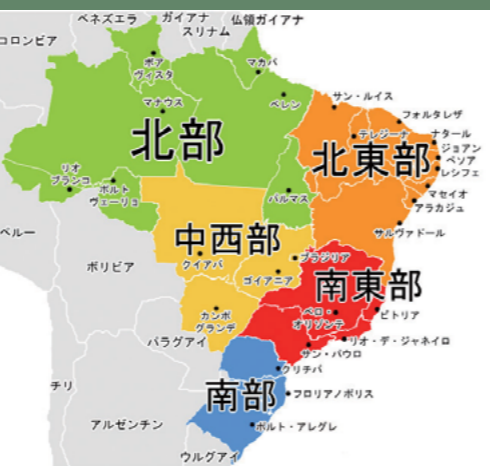 ベネズエラ
ガイアナ
仏領ガイアナ
スリナム
コロンビア
ボア
ヴィスタ
マカパ
マナウス
ベレン
サン・ルイス
フォルタレザ
北部
北東部
テレジーナ
ナタール
ジョアン
ペソア
レシフェ
リオ
ブランコ
ポルト
ヴェーリョ
パルマス
マセイオ
アラカジュ
サルヴァドール
ペルー
中西部
クイアバ
ブラジリア
ボリビア
ゴイアニア
南東部
カンポ
グランデ
ベロ・
オリゾンテ
ビトリア
パラグアイ
リオ・デ・ジャネイロ
サン・パウロ
クリチバ
チリ
南部
フロリアノポリス
アルゼンチン
ポルト・アレグレ
ウルグアイ